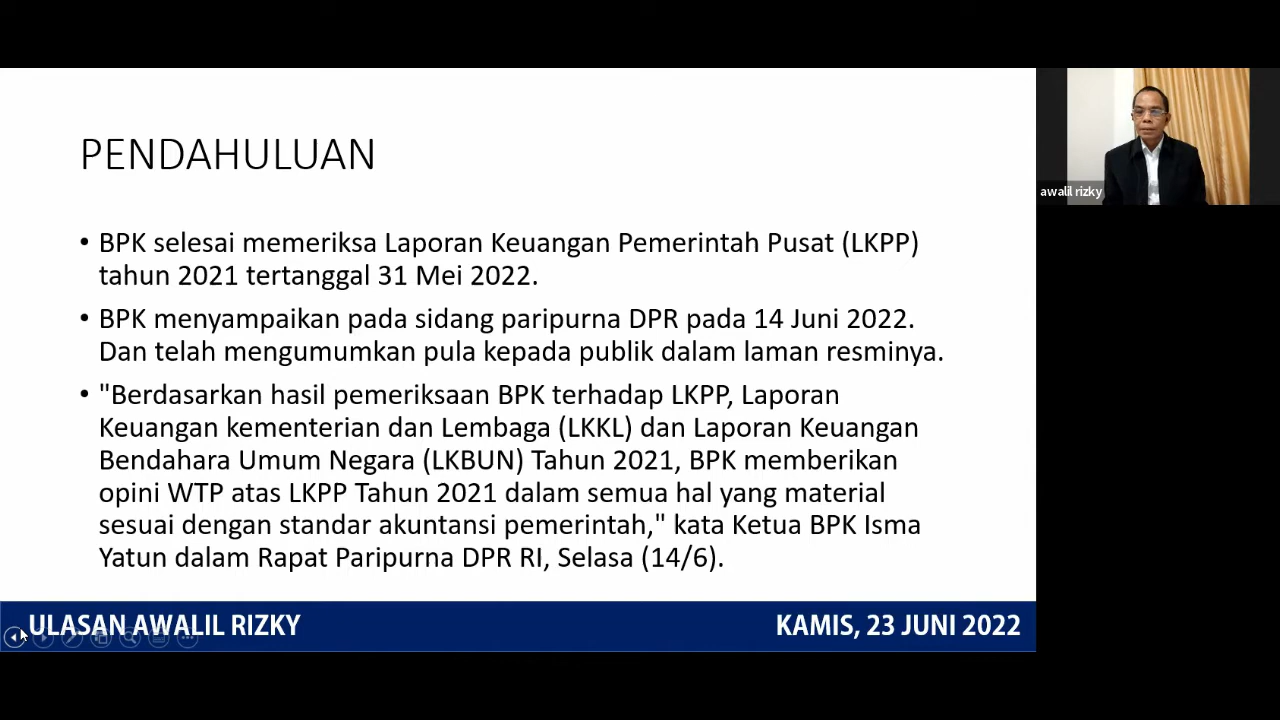 PENDAHULUAN
• BPK selesai memeriksa Laporan Keuangan Pemerintah Pusat (LKPP)
tahun 2021 tertanggal 31 Mei 2022.
• BPK menyampaikan pada sidang paripurna DPR pada 14 Juni 2022.
Dan telah mengumumkan pula kepada publik dalam laman resminya.
• "Berdasarkan hasil pemeriksaan BPK terhadap LKPP, Laporan
Keuangan kementerian dan Lembaga (LKKL) dan Laporan Keuangan
Bendahara Umum Negara (LKBUN) Tahun 2021, BPK memberikan
opini WTP atas LKPP Tahun 2021 dalam semua hal yang material
sesuai dengan standar akuntansi pemerintah," kata Ketua BPK Isma
Yatun dalam Rapat Paripurna DPR RI, Selasa (14/6).
ULASAN AWALIL RIZKY
KAMIS, 23 JUNI 2022
awalil rizky